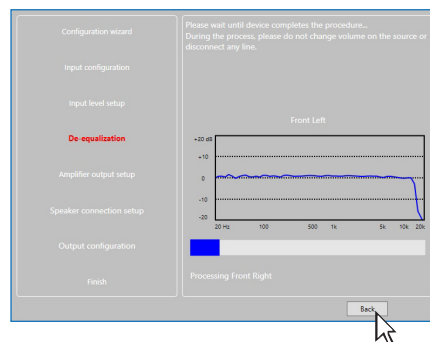 Configuration wizard
Input configuration
Input level setup
De-equalization
Amplifier output setup
Speaker connection setup
Output configuration
Finish
Please wait until device completes the procedure...
During the process, please do not change volume on the source or
disconnect any line.
Front Left
+20 dB
+10
0
-10
-20
20 Hz 100 500 1k 5k 10k 20k
Processing Front Right
Back